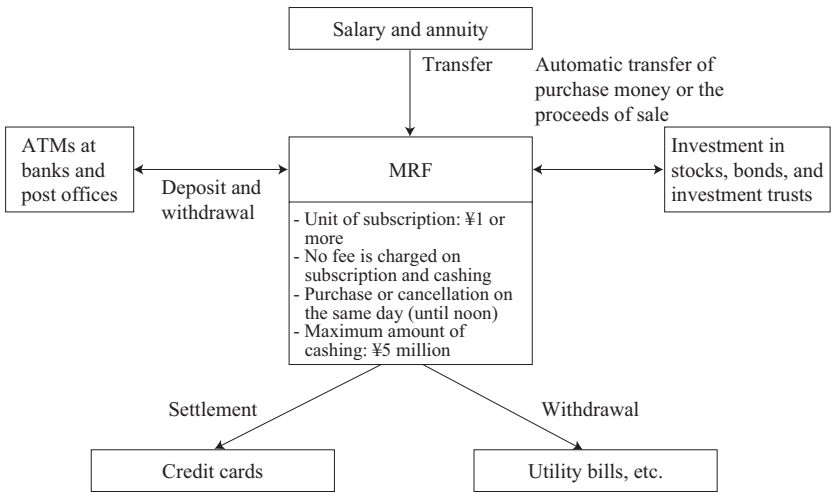 Salary and annuity
Transfer
Automatic transfer of
purchase money or the
proceeds of sale
ATMs at
banks and
post offices
Deposit and
withdrawal
MRF
Investment in
stocks, bonds, and
investment trusts
- Unit of subscription: ¥1 or
more
- No fee is charged on
subscription and cashing
- Purchase or cancellation on
the same day (until noon)
- Maximum amount of
cashing: ¥5 million
Settlement
Withdrawal
Credit cards
Utility bills, etc.